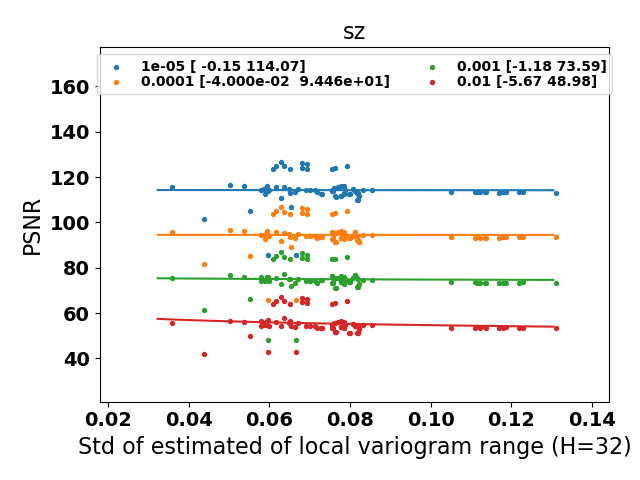 sz
1e-05 [ -0.15 114.07]
0.0001 [-4.000e-02  9.446e+01]
0.001 [-1.18 73.59]
0.01 [-5.67 48.98]
PSNR
160
140
120
100
80
60
40
0.02 0.04 0.06 0.08 0.10 0.12 0.14
Std of estimated of local variogram range (H=32)